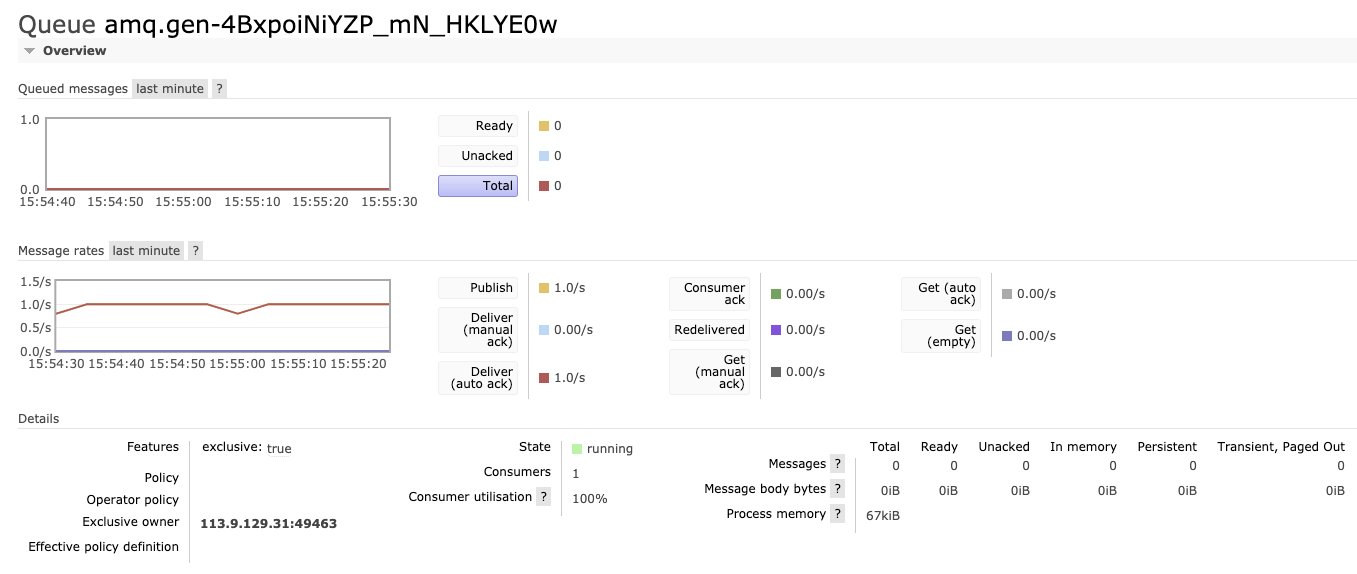 Queue amq.gen-4BxpoiNiYZP_mN_HKLYE0w
Overview
Queued messages last minute ?
1.0
0.0
15:54:40 15:54:50 15:55:00 15:55:10 15:55:20 15:55:30
Ready 0
Unacked 0
Total 0
Message rates last minute ?
1.5/s
1.0/s
0.5/s
0.0/s
15:54:30 15:54:40 15:54:50 15:55:00 15:55:10 15:55:20
Publish 1.0/s
Deliver
(manual
ack) 0.00/s
Deliver
(auto ack) 1.0/s
Consumer
ack 0.00/s
Redelivered 0.00/s
Get
(manual
ack) 0.00/s
Get (auto
ack) 0.00/s
Get
(empty) 0.00/s
Details
Features exclusive: true
Policy
Operator policy
Exclusive owner 113.9.129.31:49463
Effective policy definition
State running
Consumers 1
Consumer utilisation ? 100%
Total Ready Unacked In memory Persistent Transient, Paged Out
Messages ? 0 0 0 0 0 0
Message body bytes ? 0iB 0iB 0iB 0iB 0iB 0iB
Process memory ? 67kiB